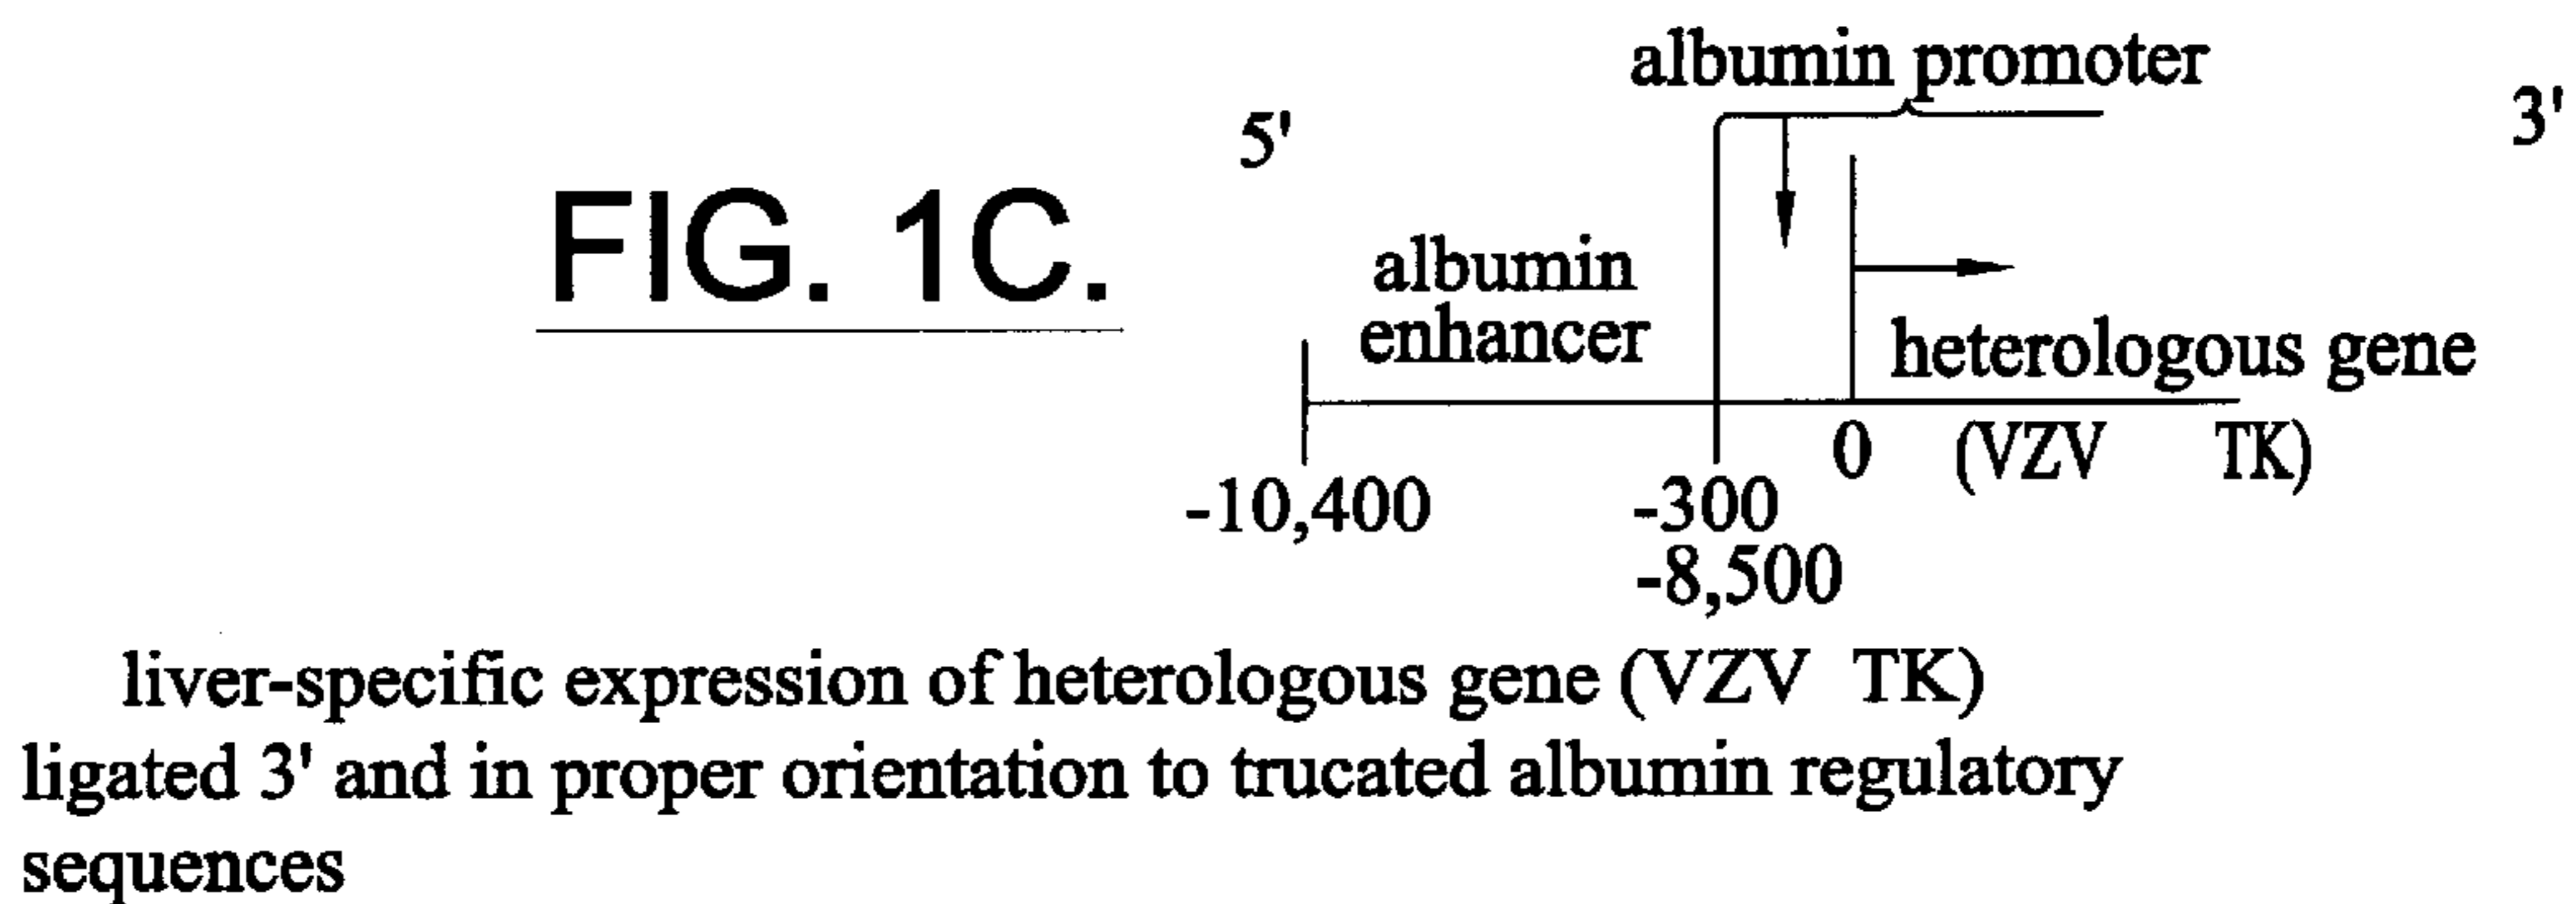 albumin promoter
5'
3'
FIG. 1C.
albumin
enhancer
heterologous gene
0 (VZV TK)
-10,400
-300
-8,500
liver-specific expression of heterologous gene (VZV TK)
ligated 3' and in proper orientation to trucated albumin regulatory
sequences